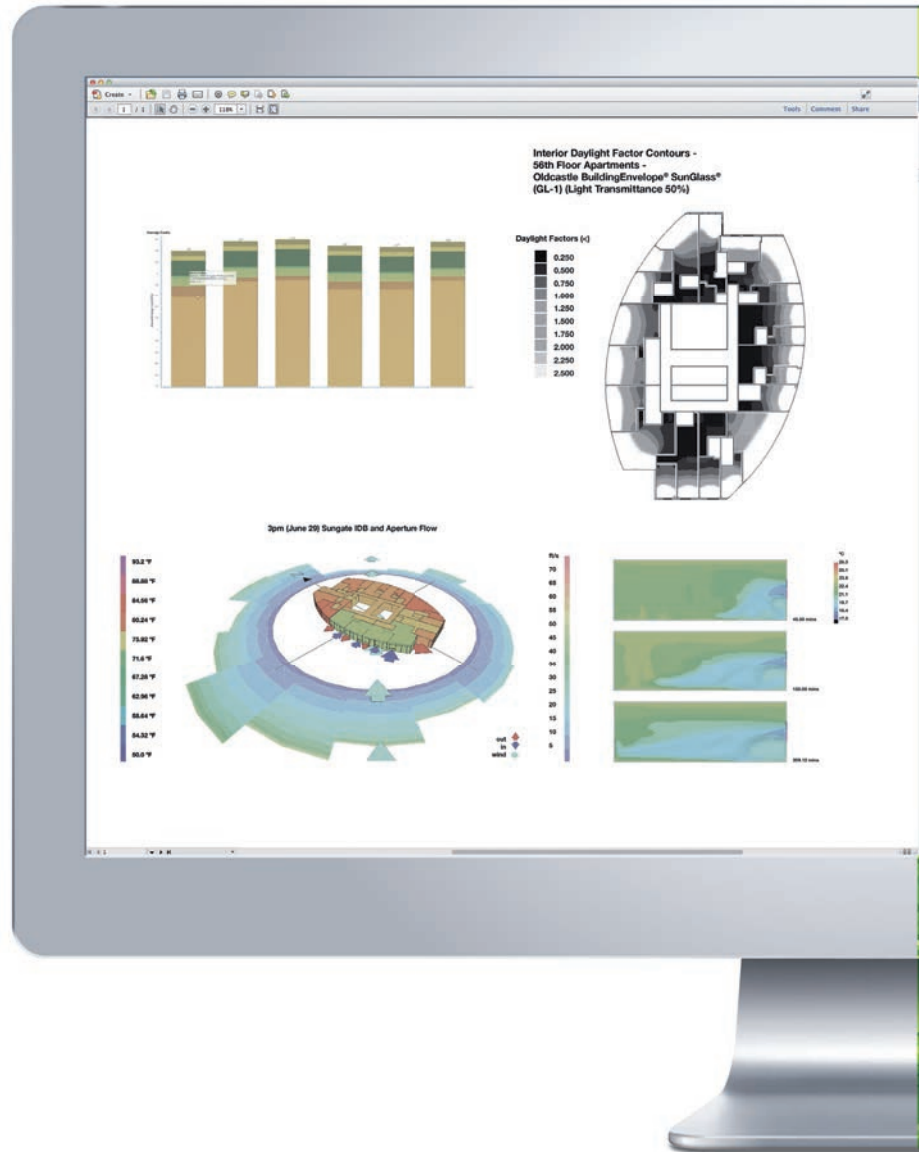 Create
1 / 1
118%
Tools
Comment
Share
Interior Daylight Factor Contours -
56th Floor Apartments -
Oldcastle BuildingEnvelope® SunGlass®
(GL-1) (Light Transmittance 50%)
Daylight Factors (<)
0.250
0.500
0.750
1.000
1.250
1.500
1.750
2.000
2.250
2.500
3pm (June 29) Sungate IDB and Aperture Flow
93.2 °F
88.88 °F
84.56 °F
80.24 °F
75.92 °F
71.6 °F
67.28 °F
62.96 °F
58.64 °F
54.32 °F
50.0 °F
out
in
wind
ft/s
70
65
60
55
50
45
40
35
30
25
20
15
10
5
°C